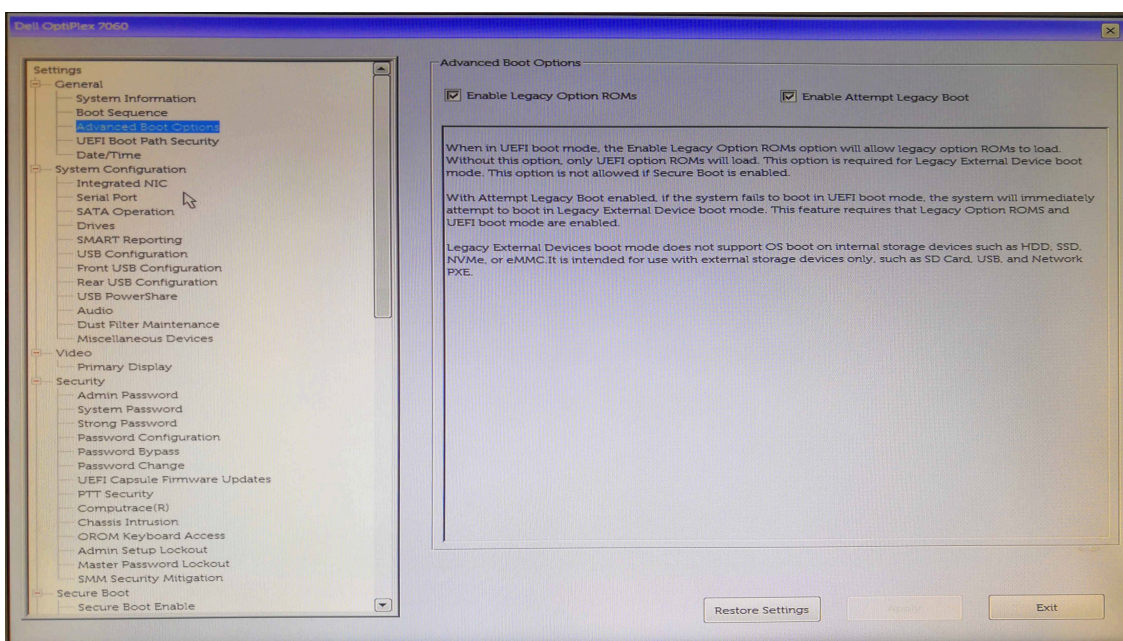 Dell OptiPlex 7060
Settings
General
System Information
Boot Sequence
Advanced Boot Options
UEFI Boot Path Security
Date/Time
System Configuration
Integrated NIC
Serial Port
SATA Operation
Drives
SMART Reporting
USB Configuration
Front USB Configuration
Rear USB Configuration
USB PowerShare
Audio
Dust Filter Maintenance
Miscellaneous Devices
Video
Primary Display
Security
Admin Password
System Password
Strong Password
Password Configuration
Password Bypass
Password Change
UEFI Capsule Firmware Updates
PTT Security
Computrace(R)
Chassis Intrusion
OROM Keyboard Access
Admin Setup Lockout
Master Password Lockout
SMM Security Mitigation
Secure Boot
Secure Boot Enable
Advanced Boot Options
Enable Legacy Option ROMs
Enable Attempt Legacy Boot
When in UEFI boot mode, the Enable Legacy Option ROMs option will allow legacy option ROMs to load.
Without this option, only UEFI option ROMs will load. This option is required for Legacy External Device boot
mode. This option is not allowed if Secure Boot is enabled.
With Attempt Legacy Boot enabled, if the system fails to boot in UEFI boot mode, the system will immediately
attempt to boot in Legacy External Device boot mode. This feature requires that Legacy Option ROMS and
UEFI boot mode are enabled.
Legacy External Devices boot mode does not support OS boot on internal storage devices such as HDD, SSD,
NVMe, or eMMC.It is intended for use with external storage devices only, such as SD Card, USB, and Network
PXE.
Restore Settings
Exit